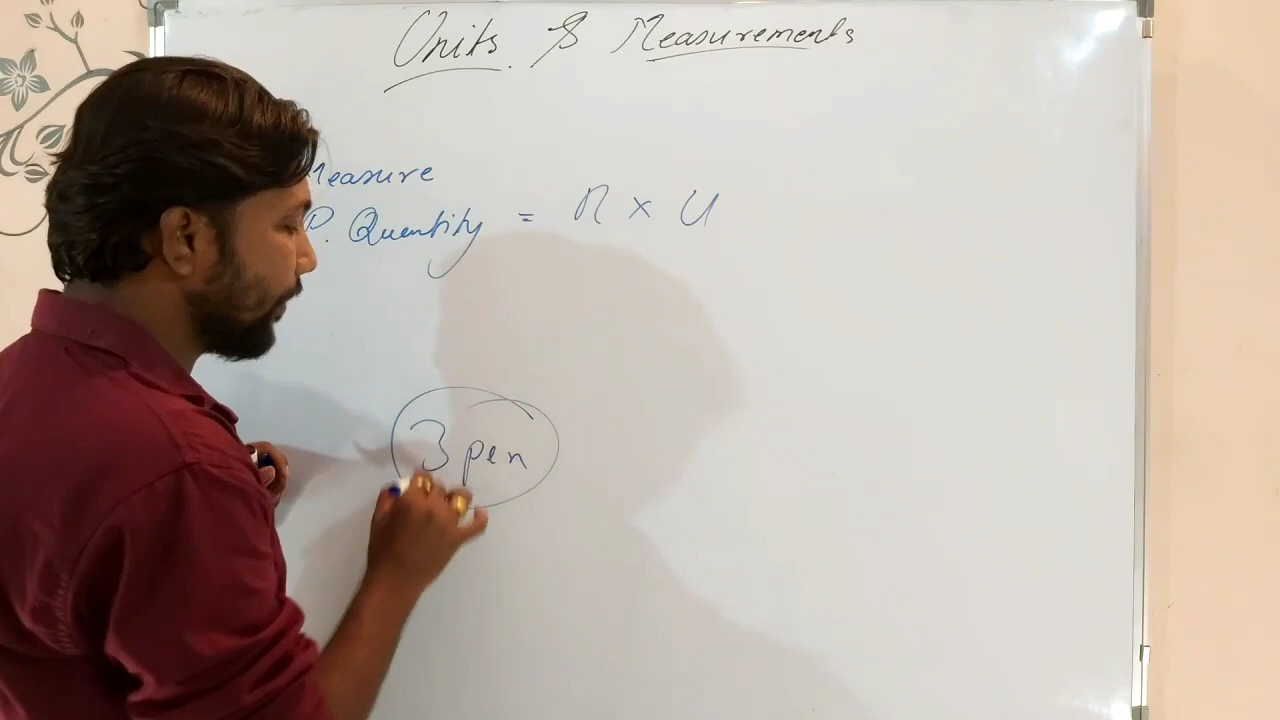 Units & Measurements
Measure
P. Quantity = n × u
3 pen